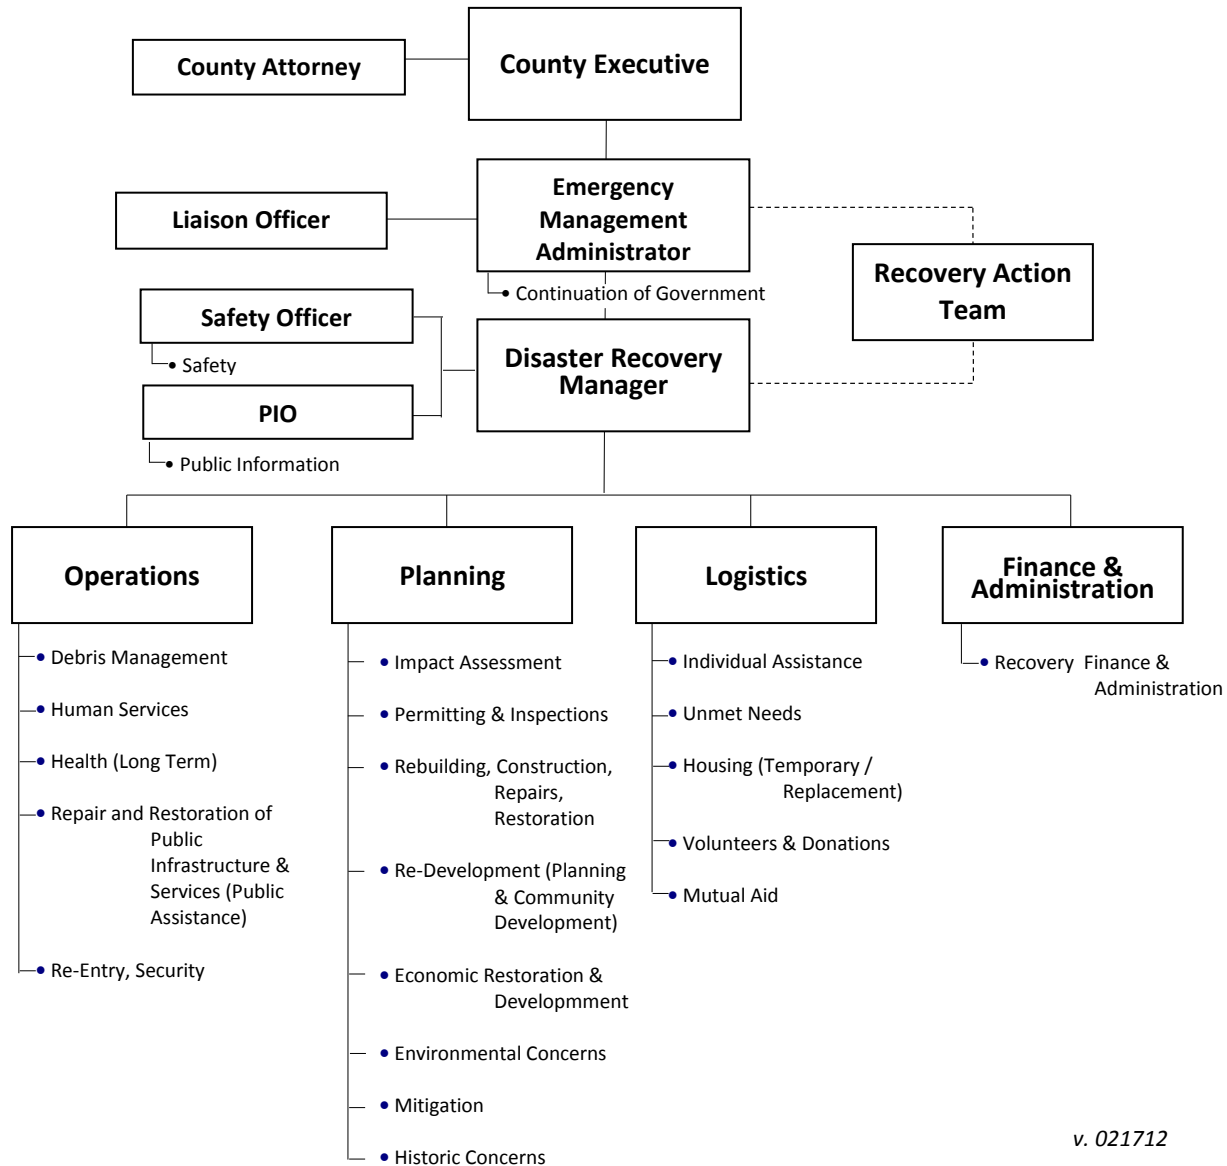 County Executive
County Attorney
Emergency
Management
Administrator
Liaison Officer
• Continuation of Government
Recovery Action
Team
Safety Officer
• Safety
Disaster Recovery
Manager
PIO
• Public Information
Operations
• Debris Management
• Human Services
• Health (Long Term)
• Repair and Restoration of
Public
Infrastructure &
Services (Public
Assistance)
• Re-Entry, Security
Planning
• Impact Assessment
• Permitting & Inspections
• Rebuilding, Construction,
Repairs,
Restoration
• Re-Development (Planning
& Community
Development)
• Economic Restoration &
Developmment
• Environmental Concerns
• Mitigation
• Historic Concerns
Logistics
• Individual Assistance
• Unmet Needs
• Housing (Temporary /
Replacement)
• Volunteers & Donations
• Mutual Aid
Finance &
Administration
• Recovery Finance &
Administration
v. 021712